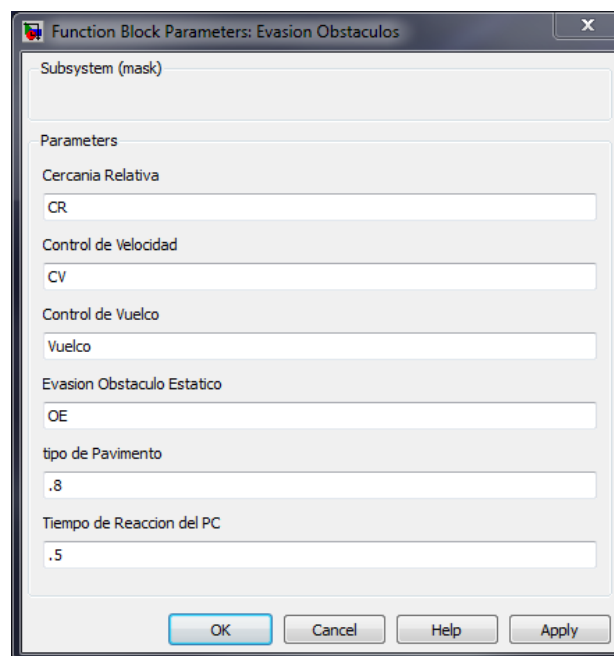 Function Block Parameters: Evasion Obstaculos
x
Subsystem (mask)
Parameters
Cercania Relativa
CR
Control de Velocidad
CV
Control de Vuelco
Vuelco
Evasion Obstaculo Estatico
OE
tipo de Pavimento
.8
Tiempo de Reaccion del PC
.5
OK Cancel Help Apply